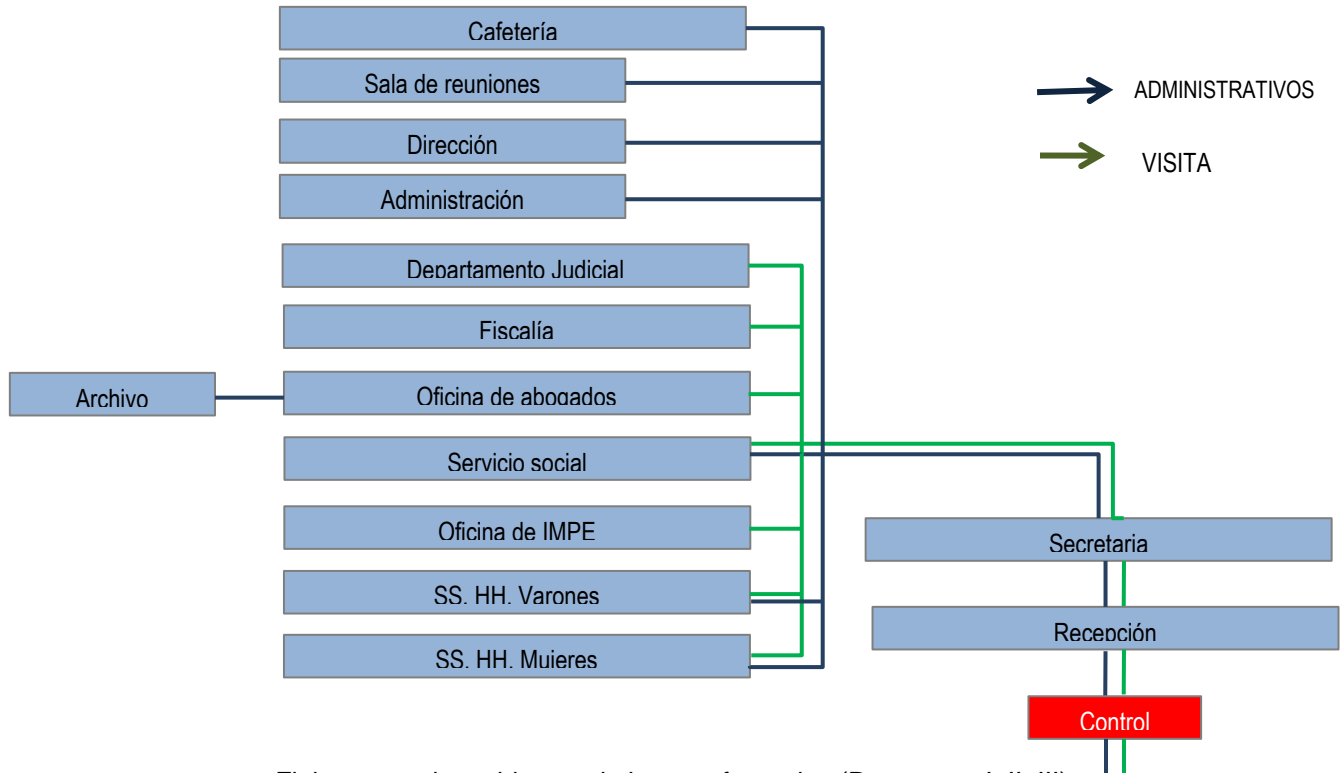 Cafetería
Sala de reuniones
ADMINISTRATIVOS
Dirección
VISITA
Administración
Departamento Judicial
Fiscalía
Archivo
Oficina de abogados
Servicio social
Oficina de IMPE
Secretaria
SS. HH. Varones
Recepción
SS. HH. Mujeres
Control